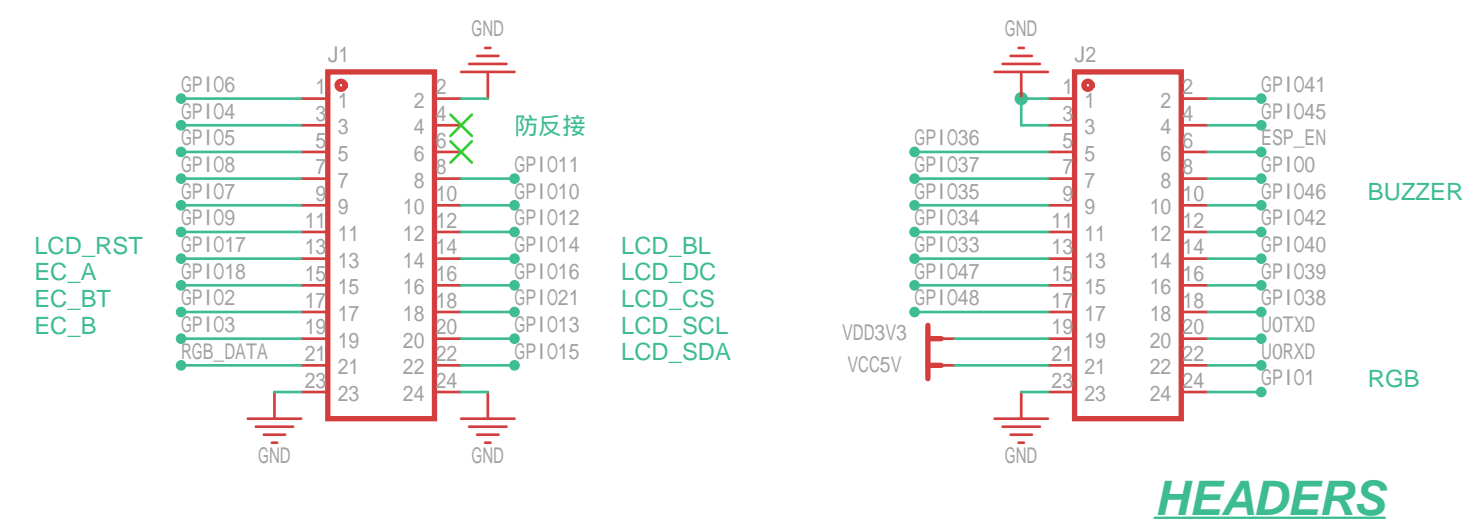 GND
J1
GPIO6 1 1 2 2
GPIO4 3 3 4 4 防反接
GPIO5 5 5 6 6
GPIO8 7 7 8 8 GPIO11
GPIO7 9 9 10 10 GPIO10
GPIO9 11 11 12 12 GPIO12
LCD_RST GPIO17 13 13 14 14 GPIO14 LCD_BL
EC_A GPIO18 15 15 16 16 GPIO16 LCD_DC
EC_BT GPIO2 17 17 18 18 GPIO21 LCD_CS
EC_B GPIO3 19 19 20 20 GPIO13 LCD_SCL
RGB_DATA 21 21 22 22 GPIO15 LCD_SDA
23 23 24 24
GND GND
GND
J2
1 1 2 2 GPIO41
3 3 4 4 GPIO45
GPIO36 5 5 6 6 ESP_EN
GPIO37 7 7 8 8 GPIO0
GPIO35 9 9 10 10 GPIO46 BUZZER
GPIO34 11 11 12 12 GPIO42
GPIO33 13 13 14 14 GPIO40
GPIO47 15 15 16 16 GPIO39
GPIO48 17 17 18 18 GPIO38
VDD3V3 19 19 20 20 U0TXD
VCC5V 21 21 22 22 U0RXD
23 23 24 24 GPIO1 RGB
GND
HEADERS